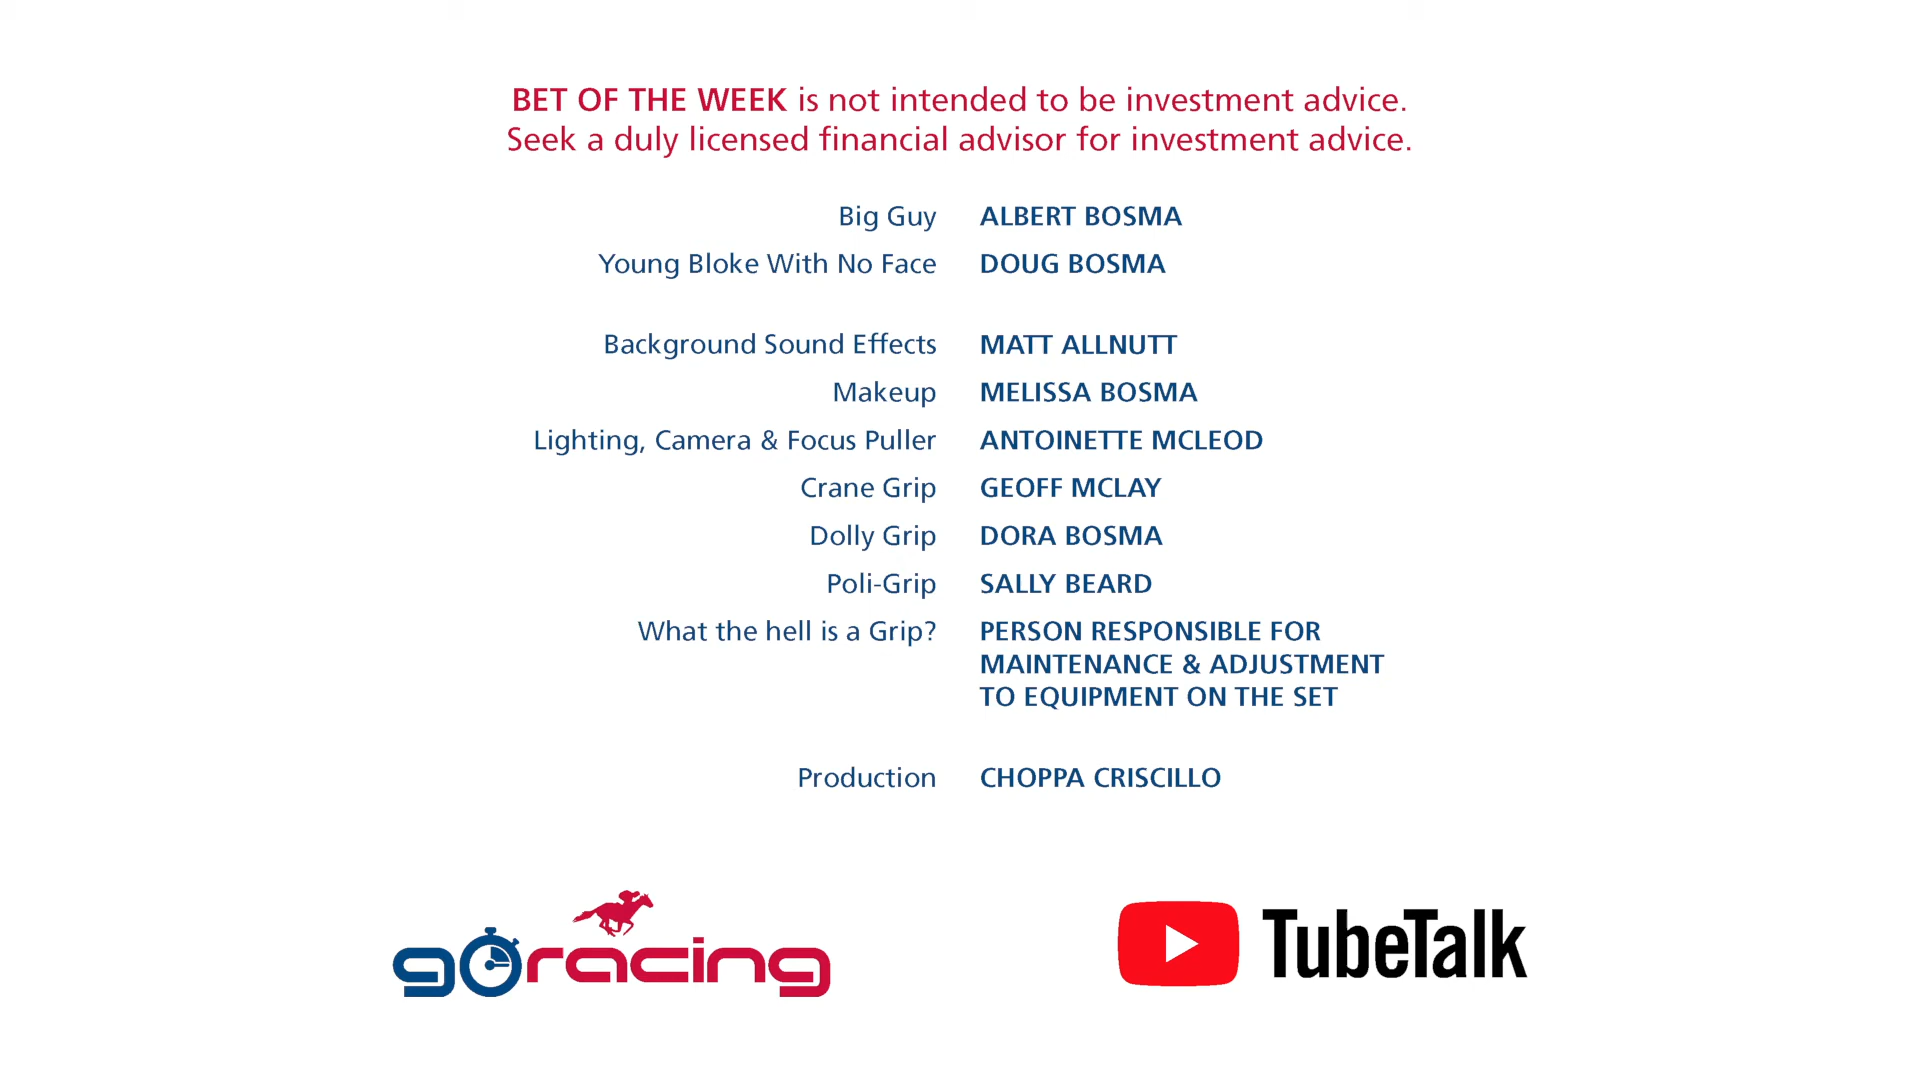 BET OF THE WEEK is not intended to be investment advice.
Seek a duly licensed financial advisor for investment advice.
Big Guy ALBERT BOSMA
Young Bloke With No Face DOUG BOSMA
Background Sound Effects MATT ALLNUTT
Makeup MELISSA BOSMA
Lighting, Camera & Focus Puller ANTOINETTE MCLEOD
Crane Grip GEOFF MCLAY
Dolly Grip DORA BOSMA
Poli-Grip SALLY BEARD
What the hell is a Grip? PERSON RESPONSIBLE FOR
MAINTENANCE & ADJUSTMENT
TO EQUIPMENT ON THE SET
Production CHOPPA CRISCILLO
goracing
TubeTalk